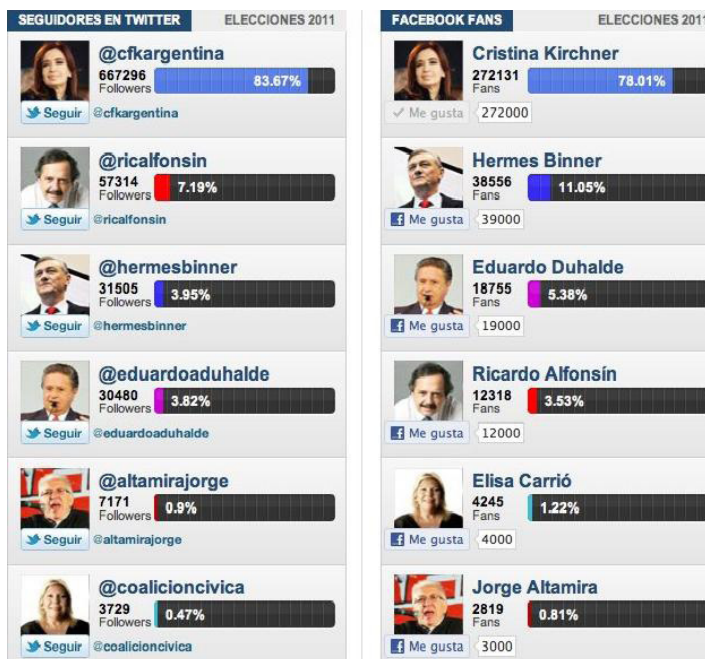 SEGUIDORES EN TWITTER ELECCIONES 2011
@cfkargentina
667296
Followers
83.67%
Seguir @cfkargentina
@ricalfonsin
57314
Followers
7.19%
Seguir @ricalfonsin
@hermesbinner
31505
Followers
3.95%
Seguir @hermesbinner
@eduardoaduhalde
30480
Followers
3.82%
Seguir @eduardoaduhalde
@altamirajorge
7171
Followers
0.9%
Seguir @altamirajorge
@coalicioncivica
3729
Followers
0.47%
Seguir @coalicioncivica
FACEBOOK FANS ELECCIONES 2011
Cristina Kirchner
272131
Fans
78.01%
Me gusta 272000
Hermes Binner
38556
Fans
11.05%
Me gusta 39000
Eduardo Duhalde
18755
Fans
5.38%
Me gusta 19000
Ricardo Alfonsín
12318
Fans
3.53%
Me gusta 12000
Elisa Carrió
4245
Fans
1.22%
Me gusta 4000
Jorge Altamira
2819
Fans
0.81%
Me gusta 3000